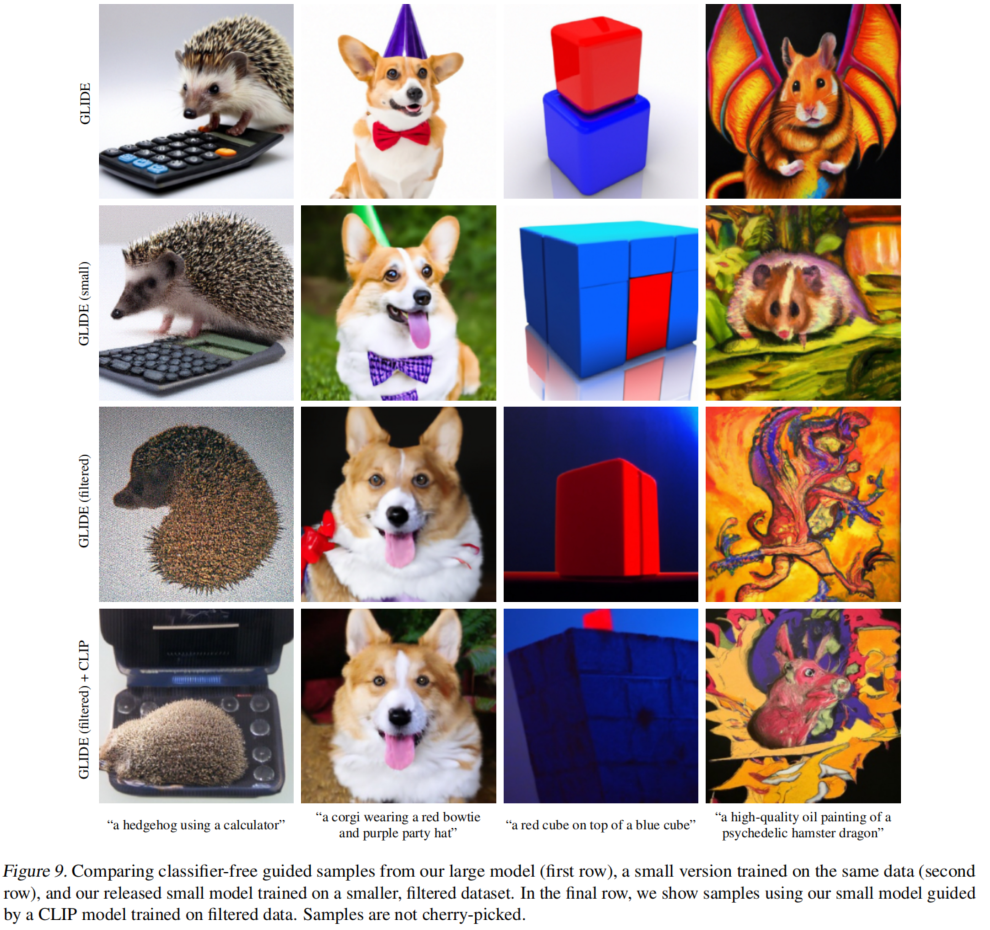 GLIDE
GLIDE (small)
GLIDE (filtered)
GLIDE (filtered) + CLIP
“a hedgehog using a calculator”
“a corgi wearing a red bowtie
and purple party hat”
“a red cube on top of a blue cube”
“a high-quality oil painting of a
psychedelic hamster dragon”
Figure 9. Comparing classifier-free guided samples from our large model (first row), a small version trained on the same data (second
row), and our released small model trained on a smaller, filtered dataset. In the final row, we show samples using our small model guided
by a CLIP model trained on filtered data. Samples are not cherry-picked.